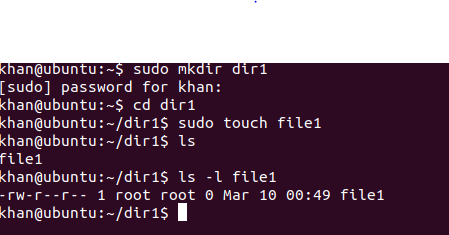 khan@ubuntu:~$ sudo mkdir dir1
[sudo] password for khan:
khan@ubuntu:~$ cd dir1
khan@ubuntu:~/dir1$ sudo touch file1
khan@ubuntu:~/dir1$ ls
file1
khan@ubuntu:~/dir1$ ls -l file1
-rw-r--r-- 1 root root 0 Mar 10 00:49 file1
khan@ubuntu:~/dir1$